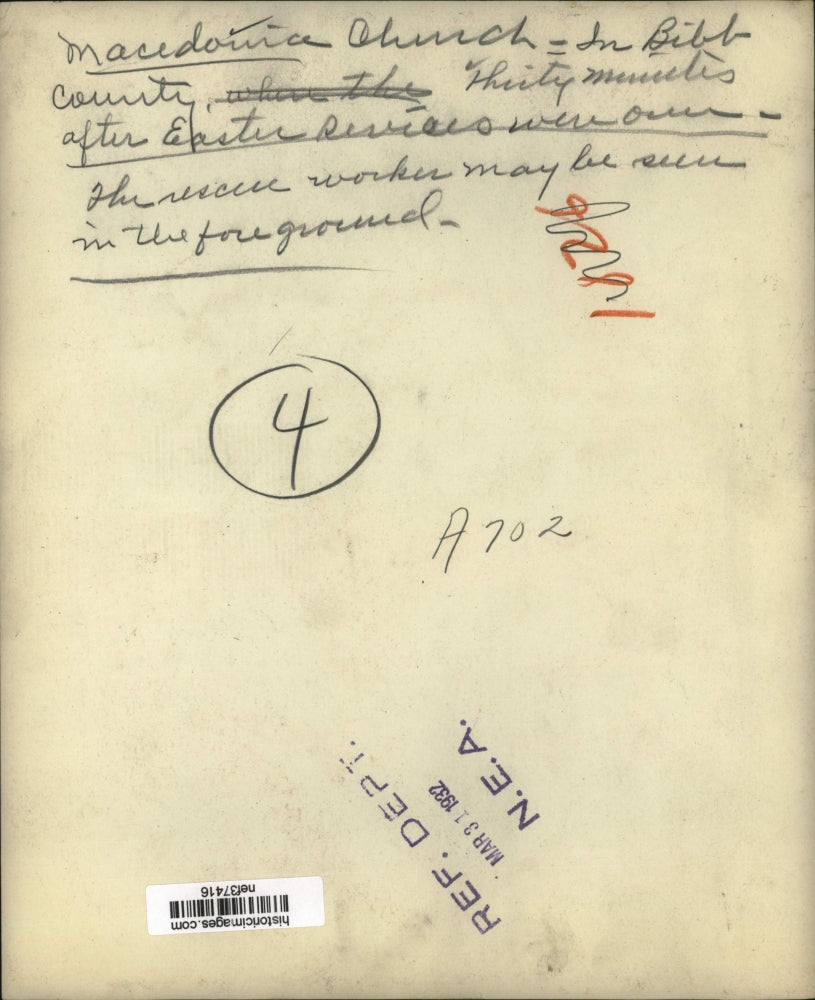 Macedonia Church = In Bibb
County, when the Thirty minutes
after Easter Services were over -
The rescue worker may be seen
in the foreground -
4
A702
REF. DEPT.
MAR 31 1932
N.E.A.
historicimages.com
nef37416